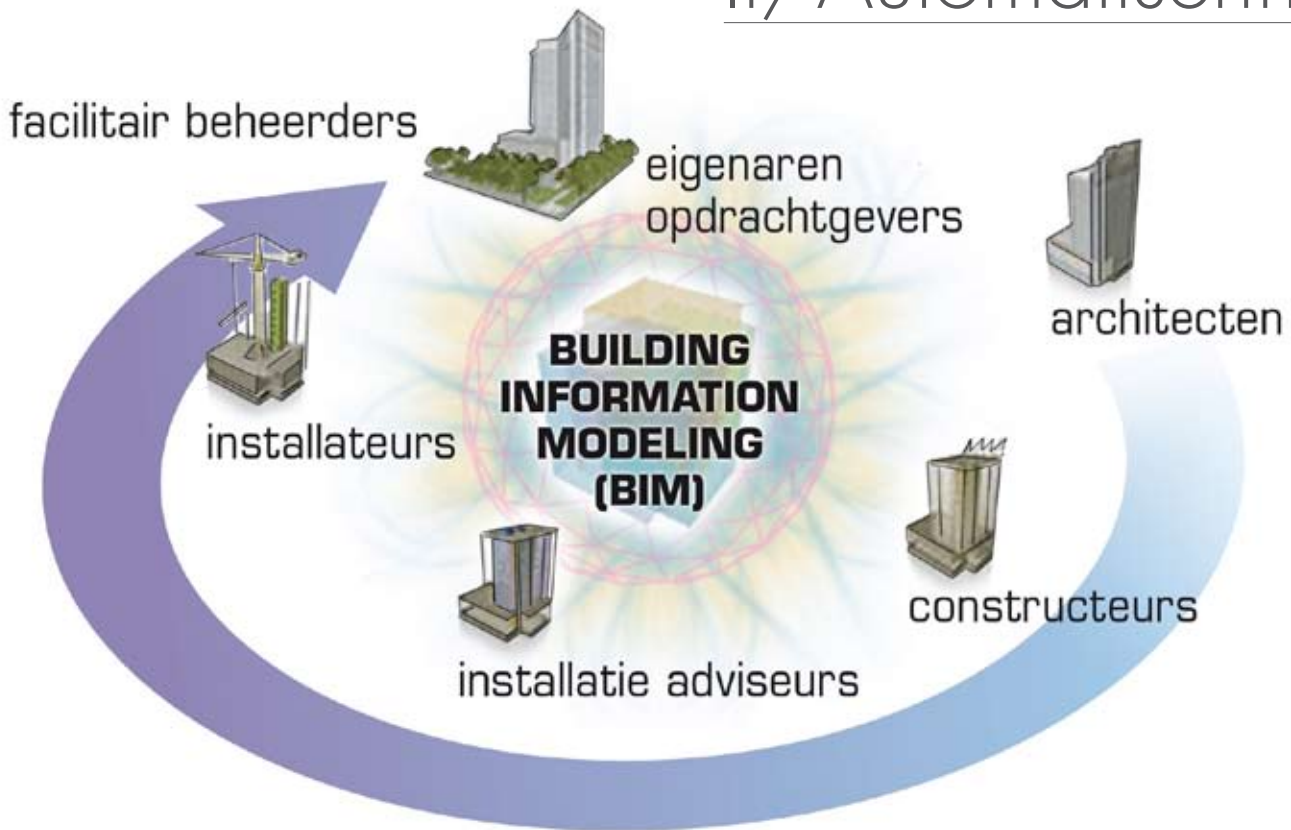 facilitair beheerders
eigenaren
opdrachtgevers
architecten
BUILDING
INFORMATION
MODELING
(BIM)
installateurs
constructeurs
installatie adviseurs